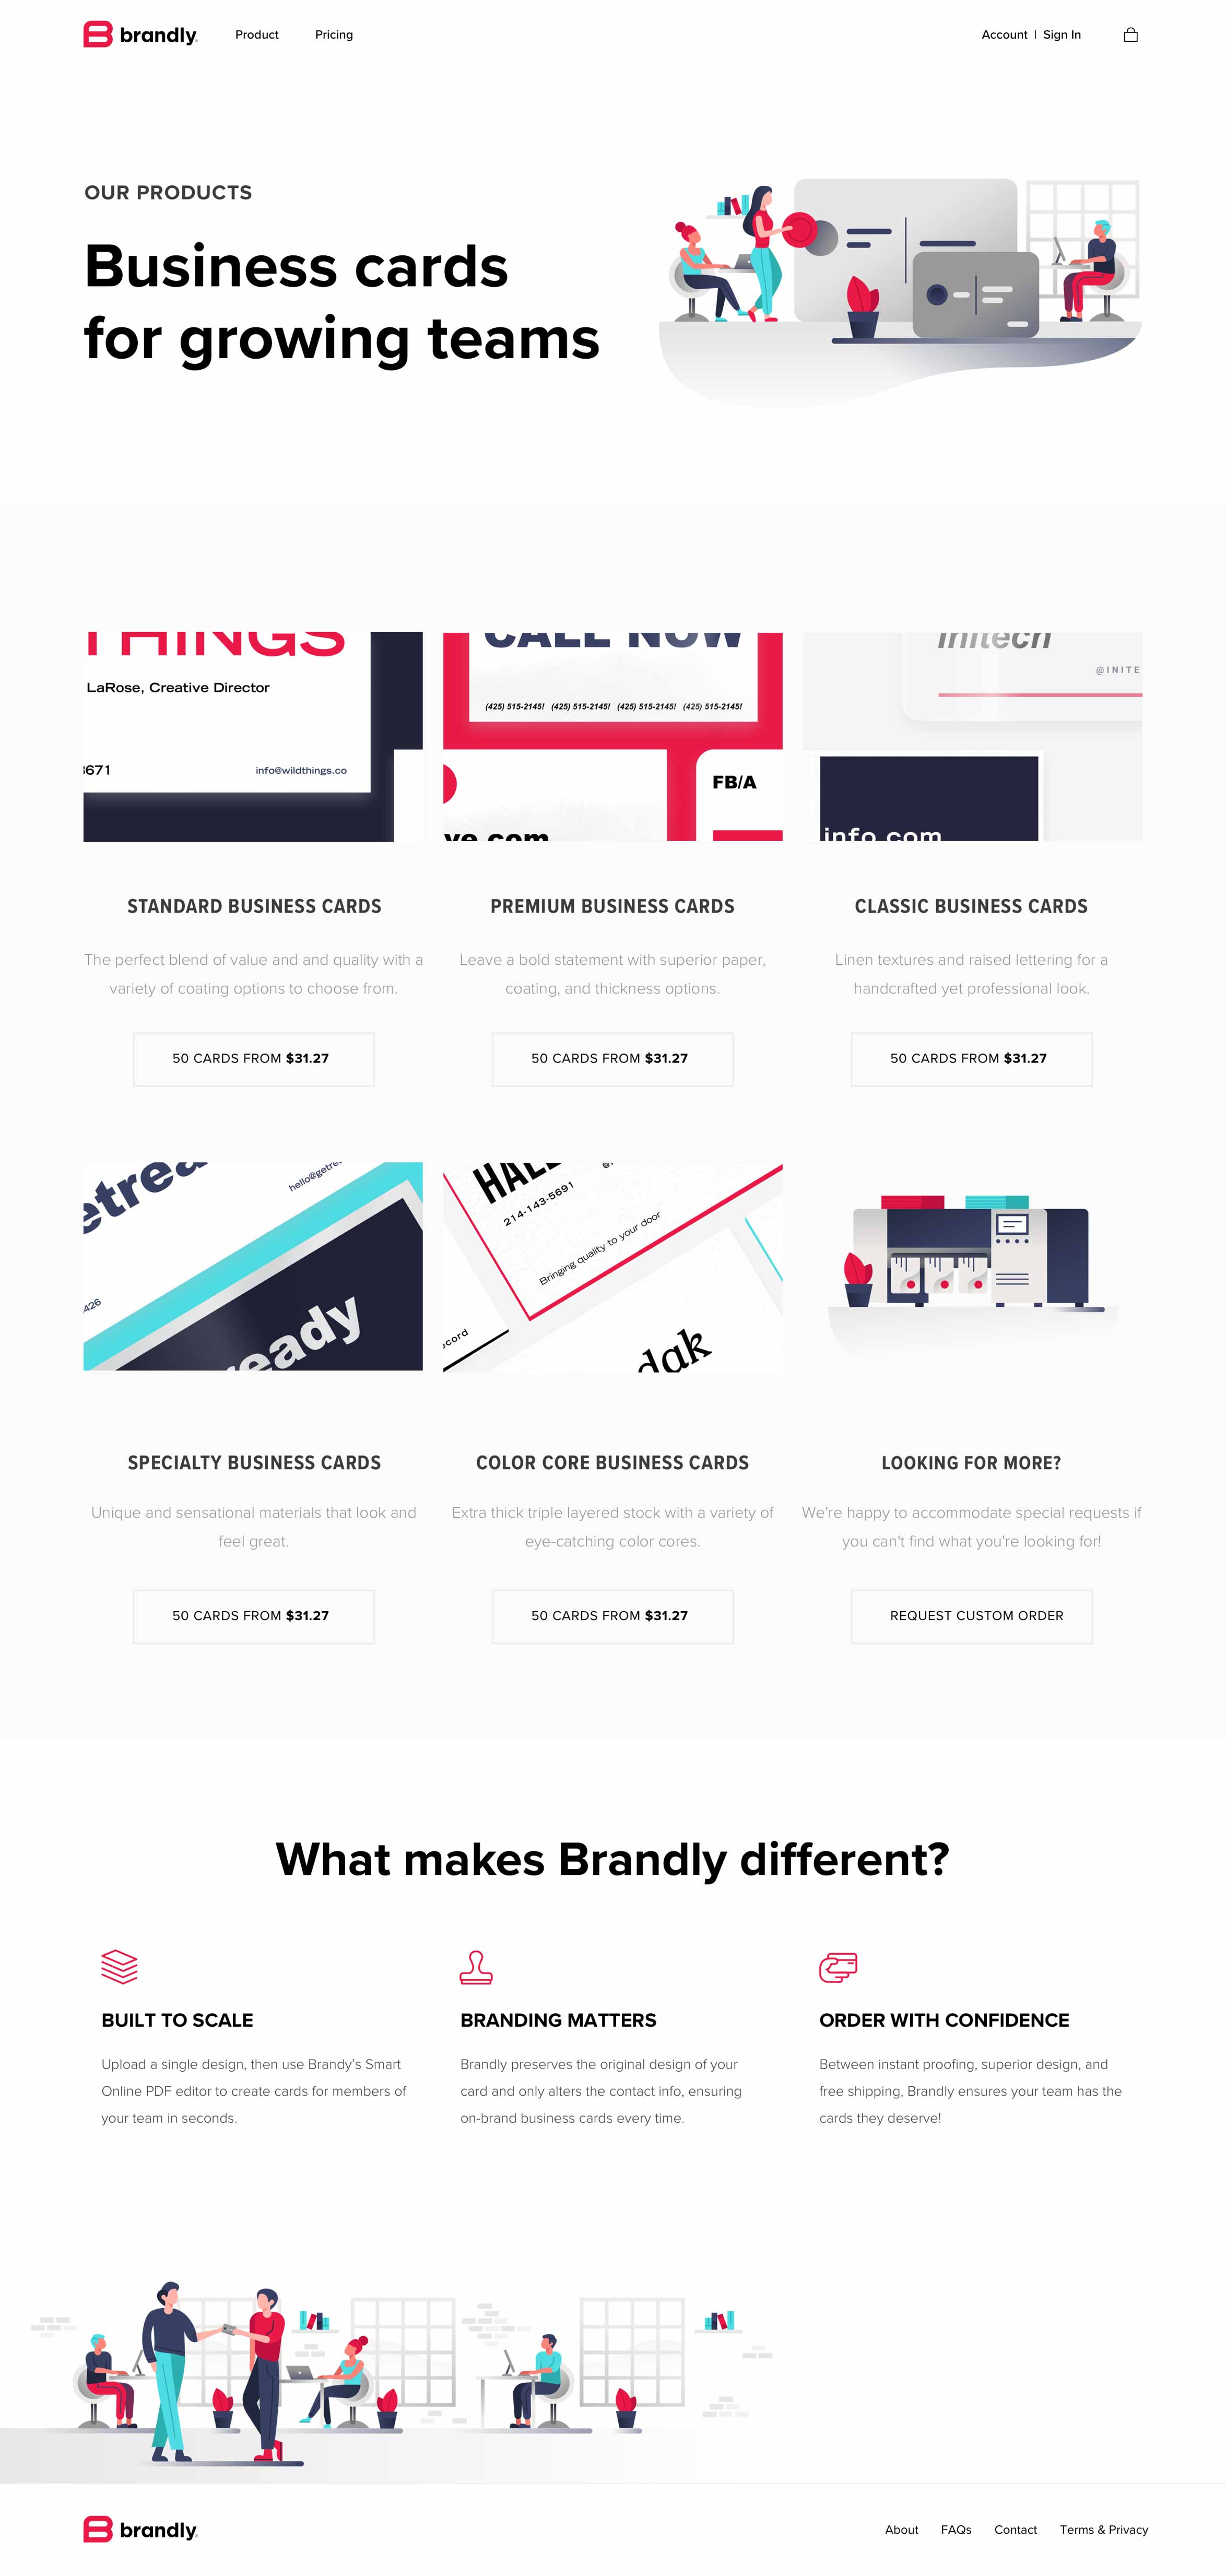 brandly
Product Pricing
Account | Sign In
OUR PRODUCTS
Business cards
for growing teams
THINGS
LaRose, Creative Director
3671
info@wildthings.co
CALL NOW
(425) 515-2145! (425) 515-2145! (425) 515-2145! (425) 515-2145!
FB/A
ve.com
Initech
@INITE
info.com
STANDARD BUSINESS CARDS
The perfect blend of value and and quality with a
variety of coating options to choose from.
50 CARDS FROM $31.27
PREMIUM BUSINESS CARDS
Leave a bold statement with superior paper,
coating, and thickness options.
50 CARDS FROM $31.27
CLASSIC BUSINESS CARDS
Linen textures and raised lettering for a
handcrafted yet professional look.
50 CARDS FROM $31.27
etrea
hello@getre
426
ready
HALL
214-143-5691
Bringing quality to your door
cord
dak
SPECIALTY BUSINESS CARDS
Unique and sensational materials that look and
feel great.
50 CARDS FROM $31.27
COLOR CORE BUSINESS CARDS
Extra thick triple layered stock with a variety of
eye-catching color cores.
50 CARDS FROM $31.27
LOOKING FOR MORE?
We're happy to accommodate special requests if
you can't find what you're looking for!
REQUEST CUSTOM ORDER
What makes Brandly different?
BUILT TO SCALE
Upload a single design, then use Brandy's Smart
Online PDF editor to create cards for members of
your team in seconds.
BRANDING MATTERS
Brandly preserves the original design of your
card and only alters the contact info, ensuring
on-brand business cards every time.
ORDER WITH CONFIDENCE
Between instant proofing, superior design, and
free shipping, Brandly ensures your team has the
cards they deserve!
brandly
About FAQs Contact Terms & Privacy